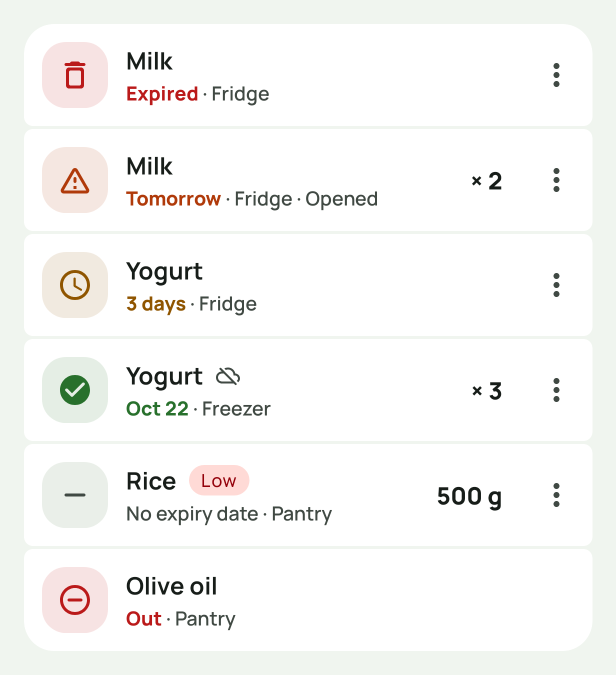 Milk
Expired · Fridge
Milk
Tomorrow · Fridge · Opened
× 2
Yogurt
3 days · Fridge
Yogurt
Oct 22 · Freezer
× 3
Rice Low
No expiry date · Pantry
500 g
Olive oil
Out · Pantry